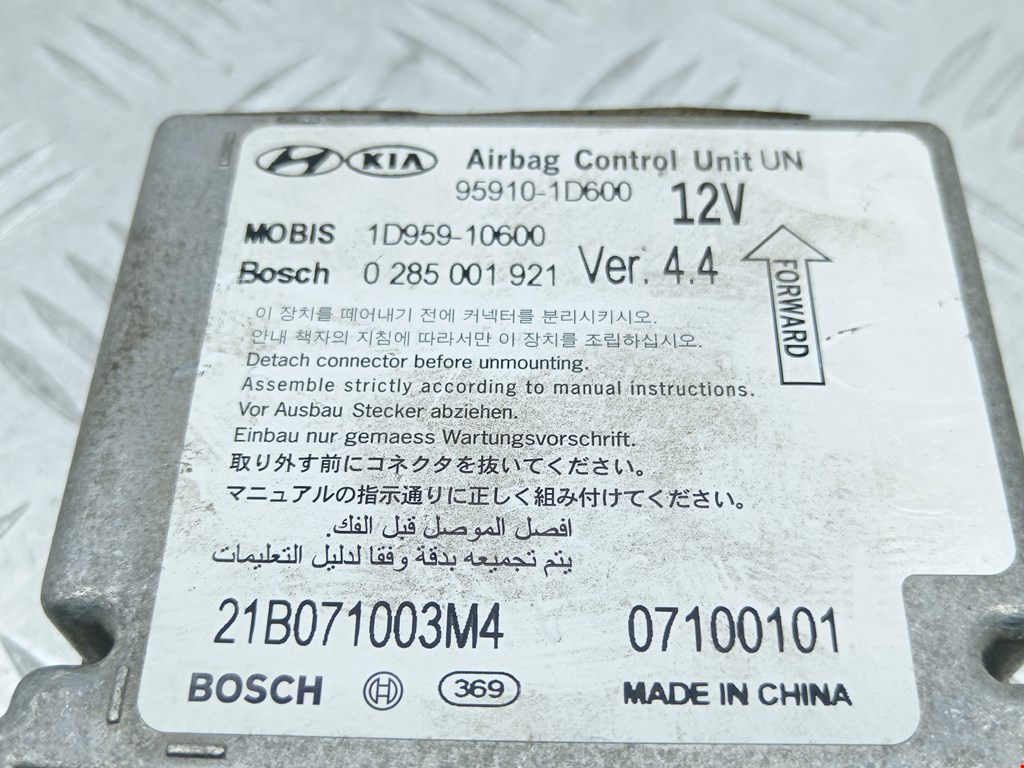 KIA Airbag Control Unit UN
95910-1D600 12V
MOBIS 1D959-10600
Bosch 0 285 001 921 Ver. 4.4
FORWARD
이 장치를 떼어내기 전에 커넥터를 분리시키시오.
안내 책자의 지침에 따라서만 이 장치를 조립하십시오.
Detach connector before unmounting.
Assemble strictly according to manual instructions.
Vor Ausbau Stecker abziehen.
Einbau nur gemaess Wartungsvorschrift.
取り外す前にコネクタを抜いてください。
マニュアルの指示通りに正しく組み付けてください。
افصل الموصل قبل الفك.
يتم تجميعه بدقة وفقا لدليل التعليمات
21B071003M4 07100101
BOSCH 369 MADE IN CHINA